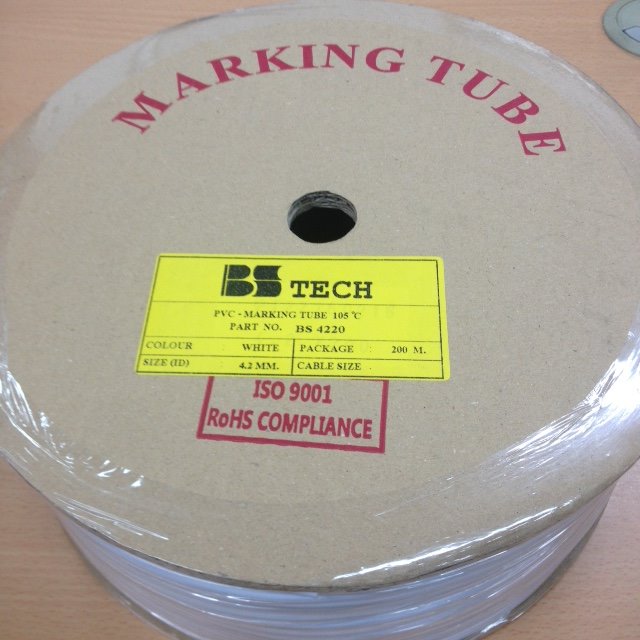 MARKING TUBE
BS TECH
PVC - MARKING TUBE 105 °C
PART NO. BS 4220
COLOUR WHITE PACKAGE 200 M.
SIZE (ID) 4.2 MM. CABLE SIZE
ISO 9001
RoHS COMPLIANCE